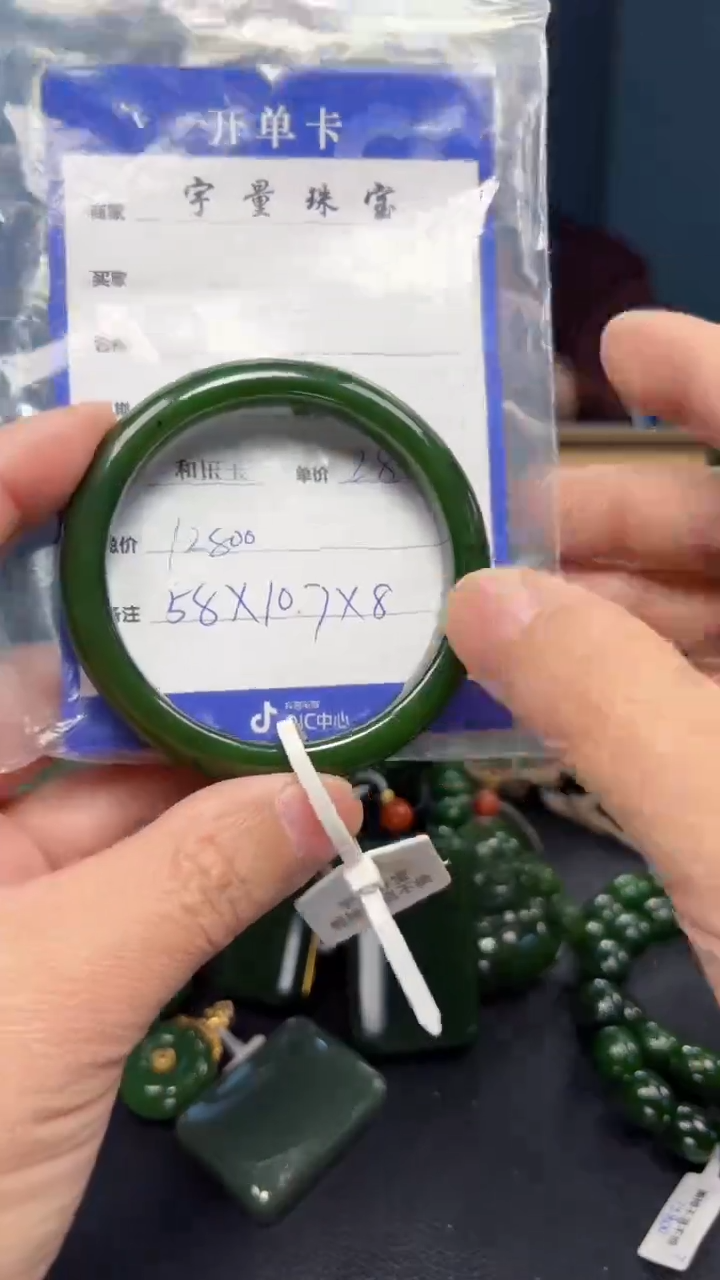 开单卡
商家 宇量珠宝
买家
和田玉 单价 28
总价 12800
备注 58X10.7X8
QIC中心